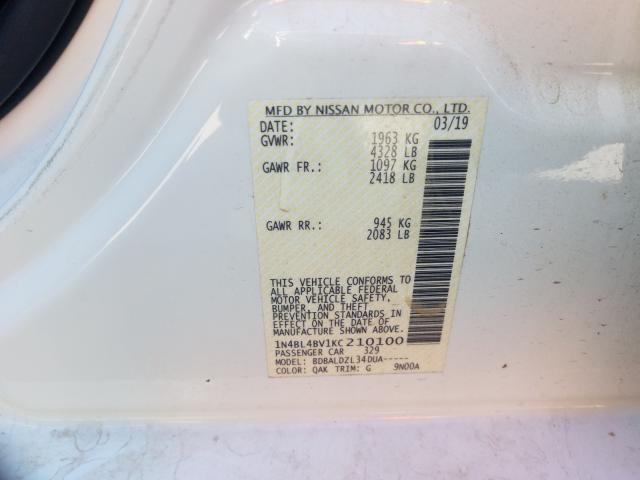 MFD BY NISSAN MOTOR CO., LTD.
DATE: 03/19
GVWR: 1963 KG
4328 LB
GAWR FR.: 1097 KG
2418 LB
GAWR RR.: 945 KG
2083 LB
THIS VEHICLE CONFORMS TO
ALL APPLICABLE FEDERAL
MOTOR VEHICLE SAFETY,
BUMPER, AND THEFT
PREVENTION STANDARDS IN
EFFECT ON THE DATE OF
MANUFACTURE SHOWN ABOVE.
1N4BL4BV1KC210100
PASSENGER CAR 329
MODEL: BDBALDZL34DUA-----
COLOR: QAK TRIM: G 9N00A